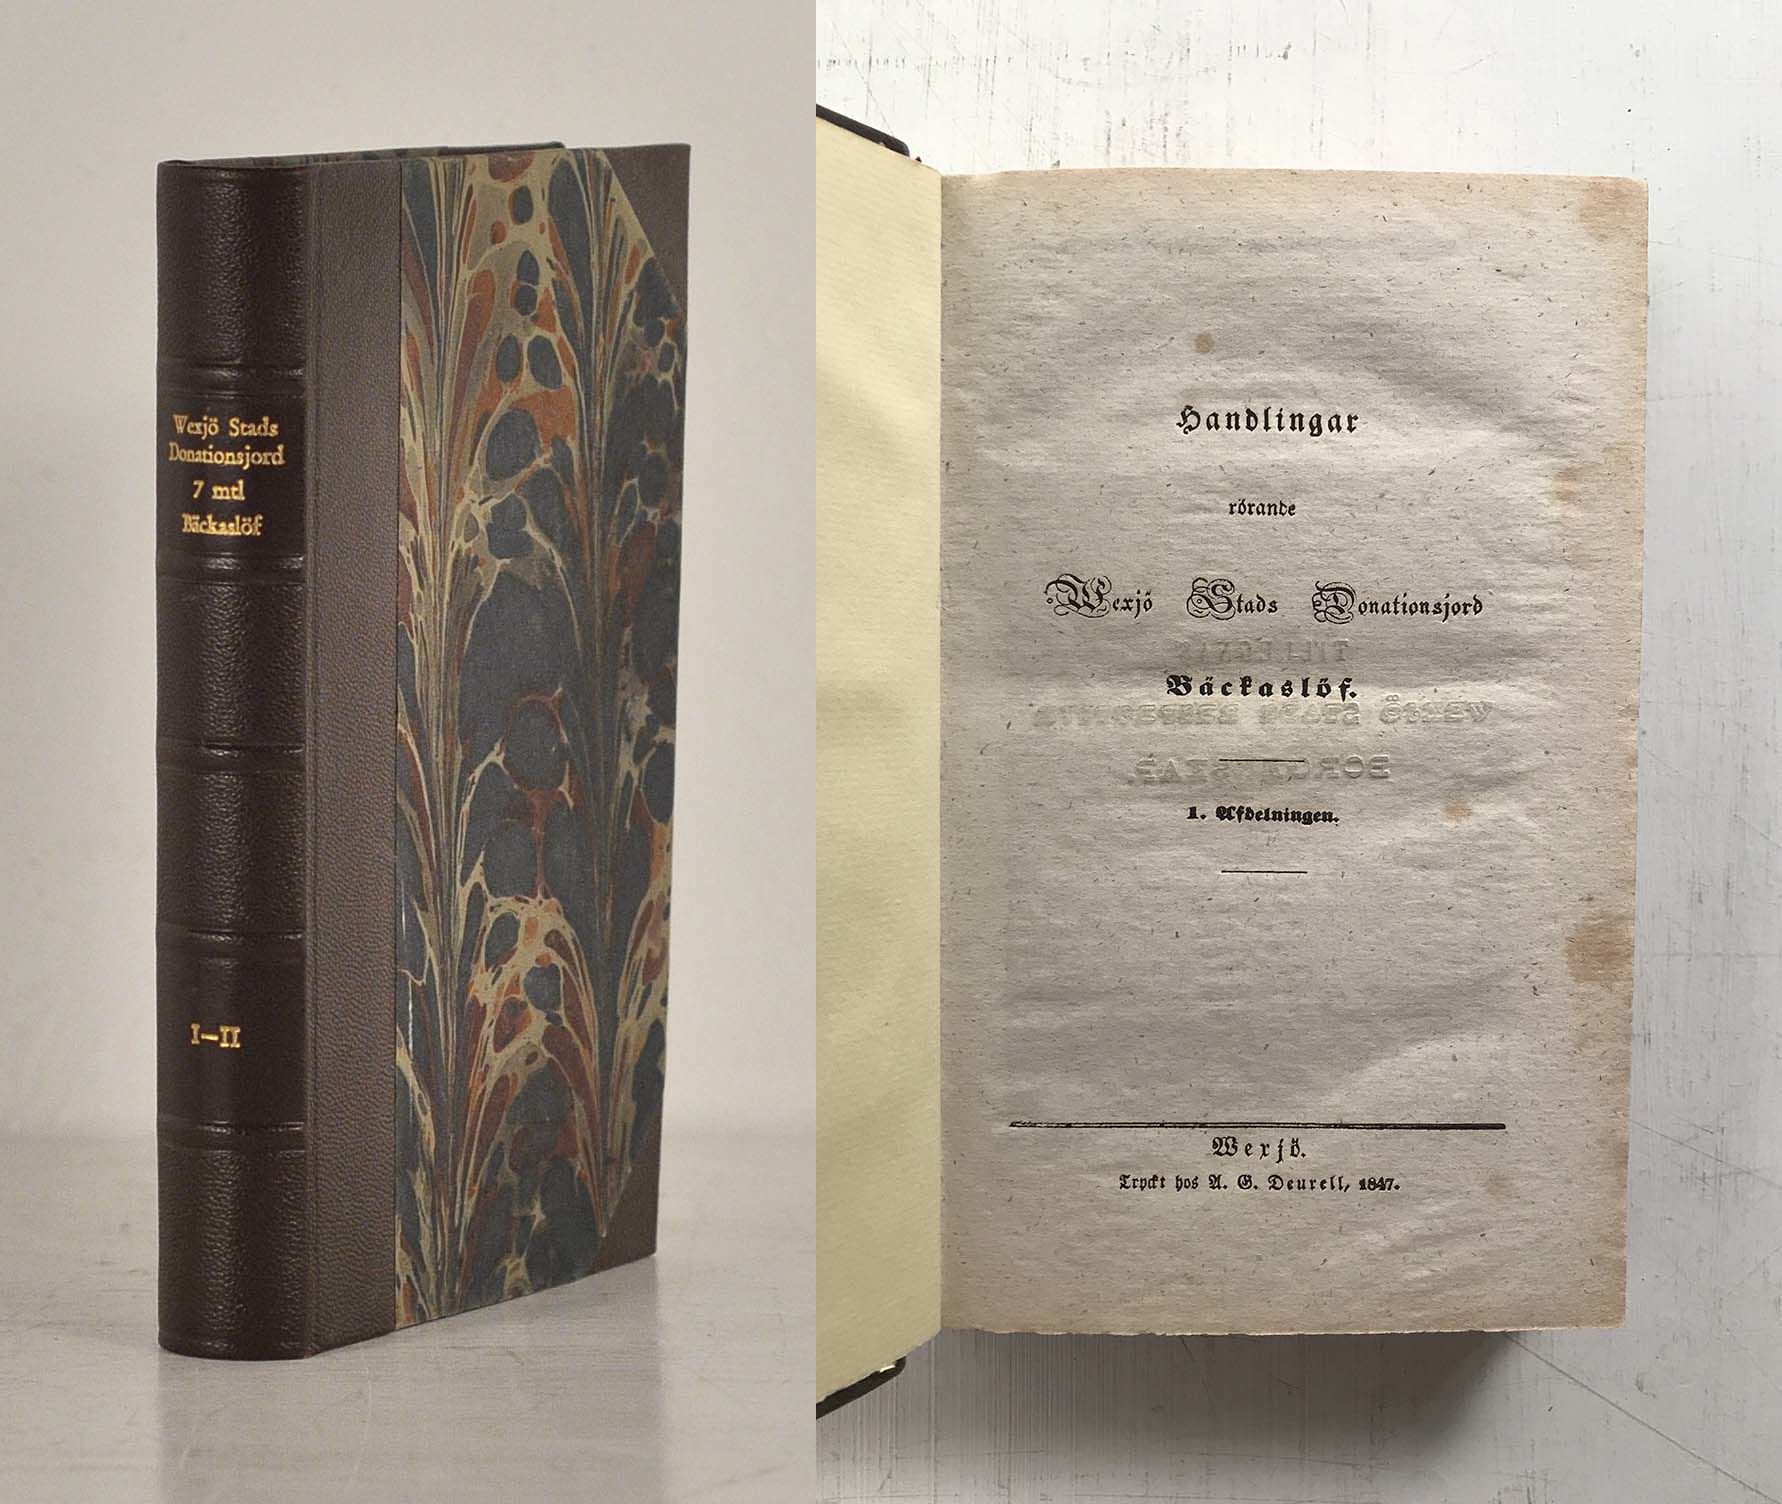 Wexjö Stads
Donationsjord
7 mtl
Bäckaslöf
I–II
Handlingar
rörande
Wexjö Stads Donationsjord
Bäckaslöf.
1. Afdelningen.
Wexjö.
Tryckt hos A. G. Deurell, 1847.